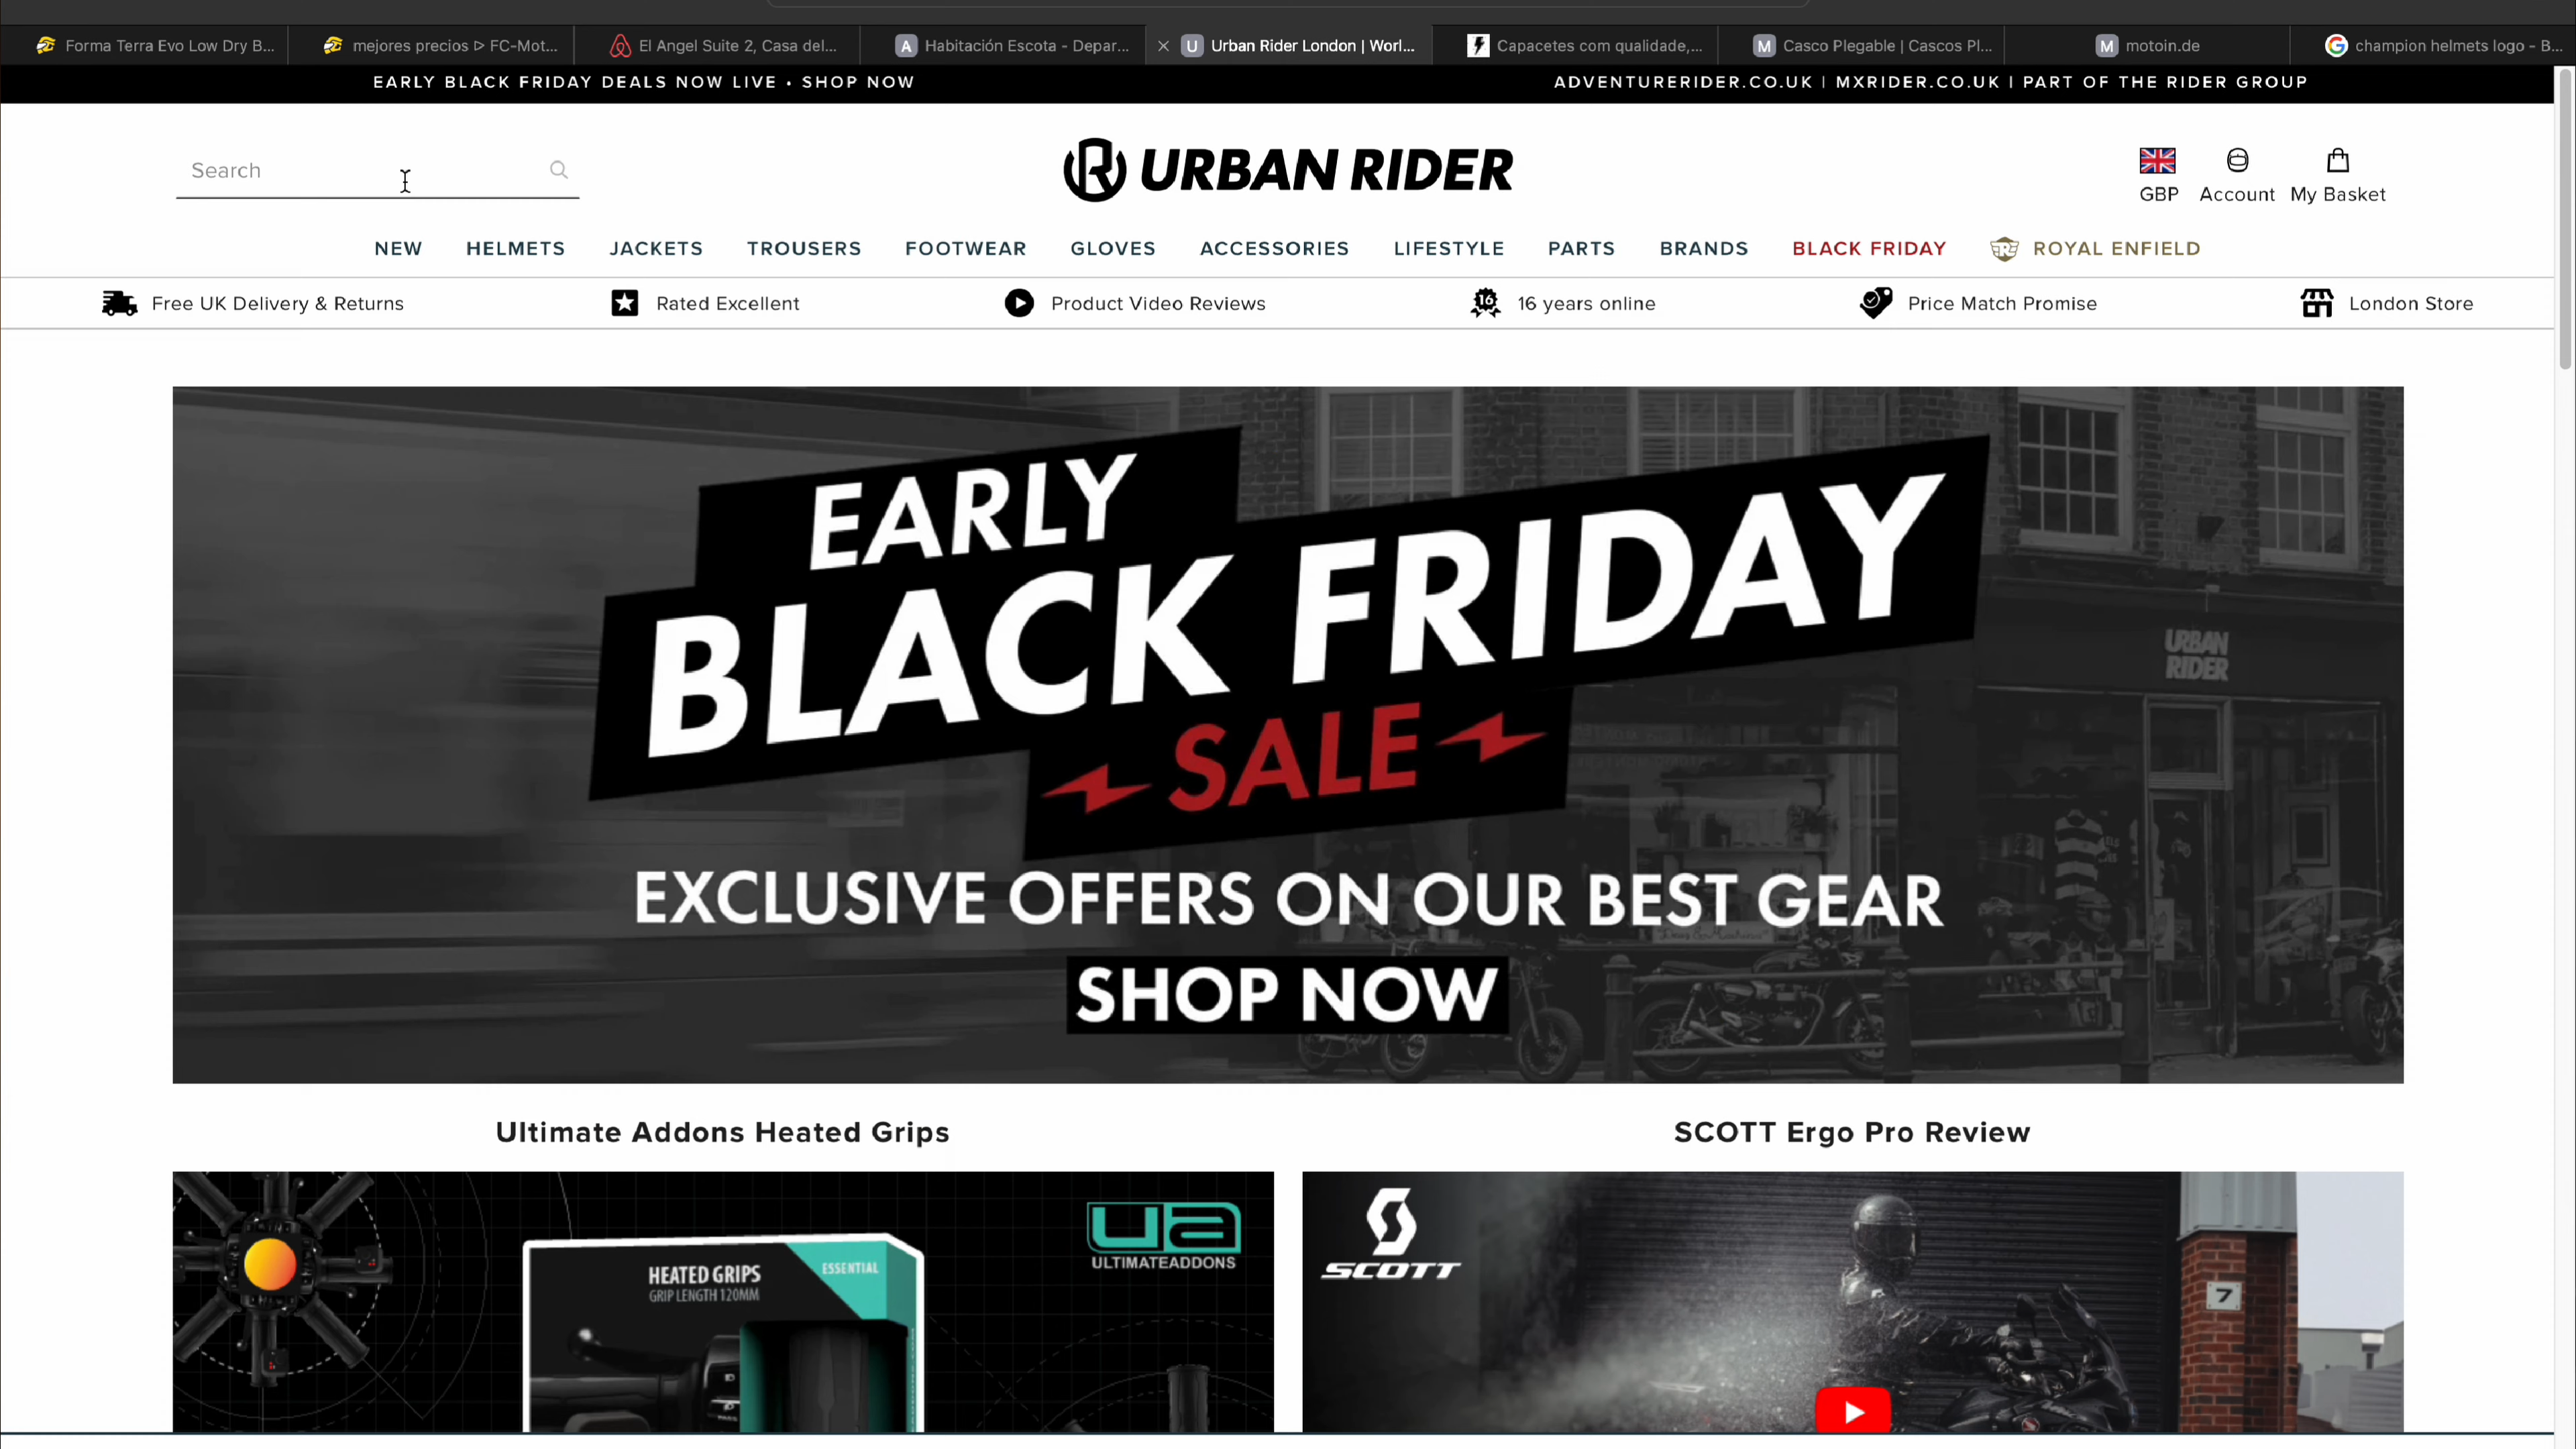 Forma Terra Evo Low Dry B...
mejores precios ᐅ FC-Mot...
El Angel Suite 2, Casa del...
A Habitación Escota - Depar...
U Urban Rider London | Worl...
Capacetes com qualidade,...
M Casco Plegable | Cascos Pl...
M motoin.de
champion helmets logo - B...
EARLY BLACK FRIDAY DEALS NOW LIVE • SHOP NOW
ADVENTURERIDER.CO.UK | MXRIDER.CO.UK | PART OF THE RIDER GROUP
Search
URBAN RIDER
GBP
Account
My Basket
NEW
HELMETS
JACKETS
TROUSERS
FOOTWEAR
GLOVES
ACCESSORIES
LIFESTYLE
PARTS
BRANDS
BLACK FRIDAY
ROYAL ENFIELD
Free UK Delivery & Returns
Rated Excellent
Product Video Reviews
16
16 years online
Price Match Promise
London Store
EARLY
BLACK FRIDAY
SALE
URBAN
RIDER
EXCLUSIVE OFFERS ON OUR BEST GEAR
SHOP NOW
Ultimate Addons Heated Grips
SCOTT Ergo Pro Review
ua
ULTIMATEADDONS
HEATED GRIPS
GRIP LENGTH 120MM
ESSENTIAL
SCOTT
7